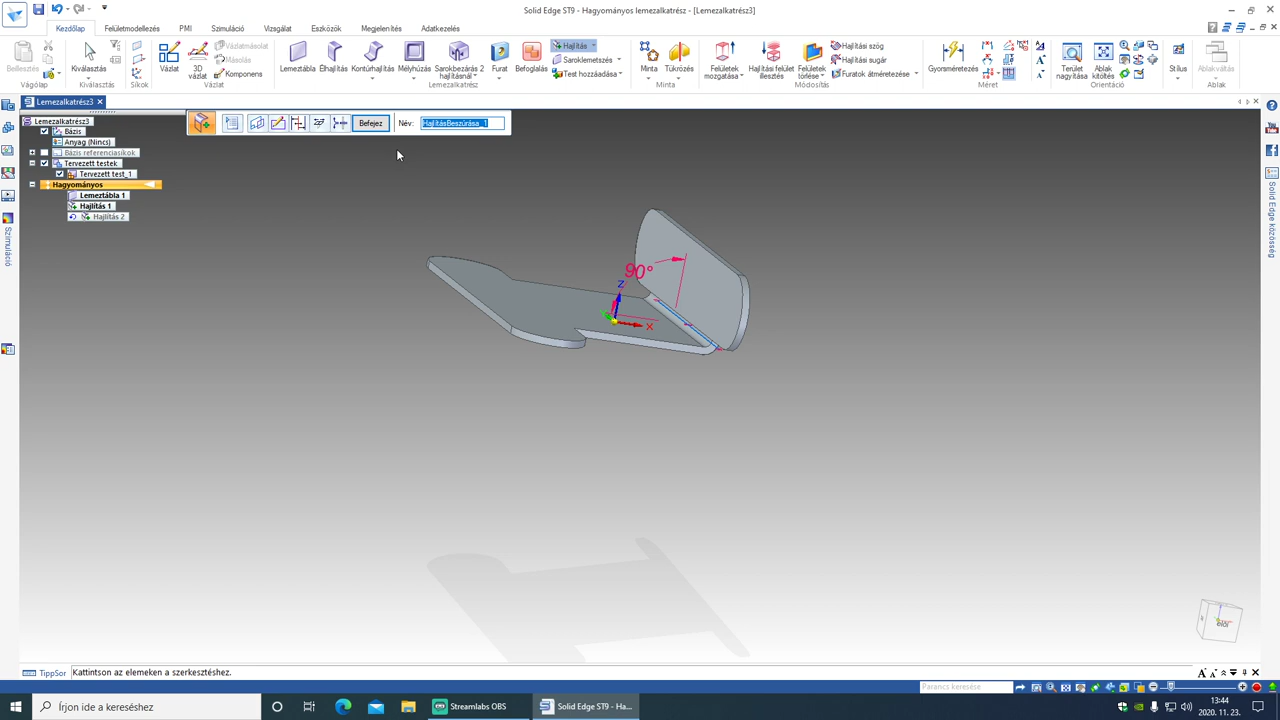 Solid Edge ST9 - Hagyományos lemezalkatrész - [Lemezalkatrész3]
Kezdőlap
Felületmodellezés
PMI
Szimuláció
Vizsgálat
Eszközök
Megjelenítés
Adatkezelés
Beillesztés
Vágólap
Kiválasztás
Kiválasztás
Síkok
Vázlat
3D vázlat
Vázlatmásolat
Másolás
Komponens
Vázlat
Lemeztábla
Élhajlítás
Kontúrhajlítás
Mélyhúzás
Sarokbezárás 2 hajlításnál
Furat
Befoglalás
Hajlítás
Saroklemetszés
Test hozzáadása
Lemezalkatrész
Minta
Tükrözés
Minta
Felületek mozgatása
Hajlítási felület illesztés
Felületek törlése
Hajlítási szög
Hajlítási sugár
Furatok átméretezése
Módosítás
Gyorsméretezés
Méret
Terület nagyítása
Ablak kitöltés
Orientáció
Stílus
Ablakváltás
Ablak
Lemezalkatrész3
Befejez
Név:
HajlításBeszúrása_1
Lemezalkatrész3
Bázis
Anyag (Nincs)
Bázis referenciasíkok
Tervezett testek
Tervezett test_1
Hagyományos
Lemeztábla 1
Hajlítás 1
Hajlítás 2
Szimuláció
YouTube
Solid Edge közösség
90°
Z
X
TippSor
Kattintson az elemeken a szerkesztéshez.
Parancs keresése
Írjon ide a kereséshez
Streamlabs OBS
Solid Edge ST9 - Ha...
13:44
2020. 11. 23.